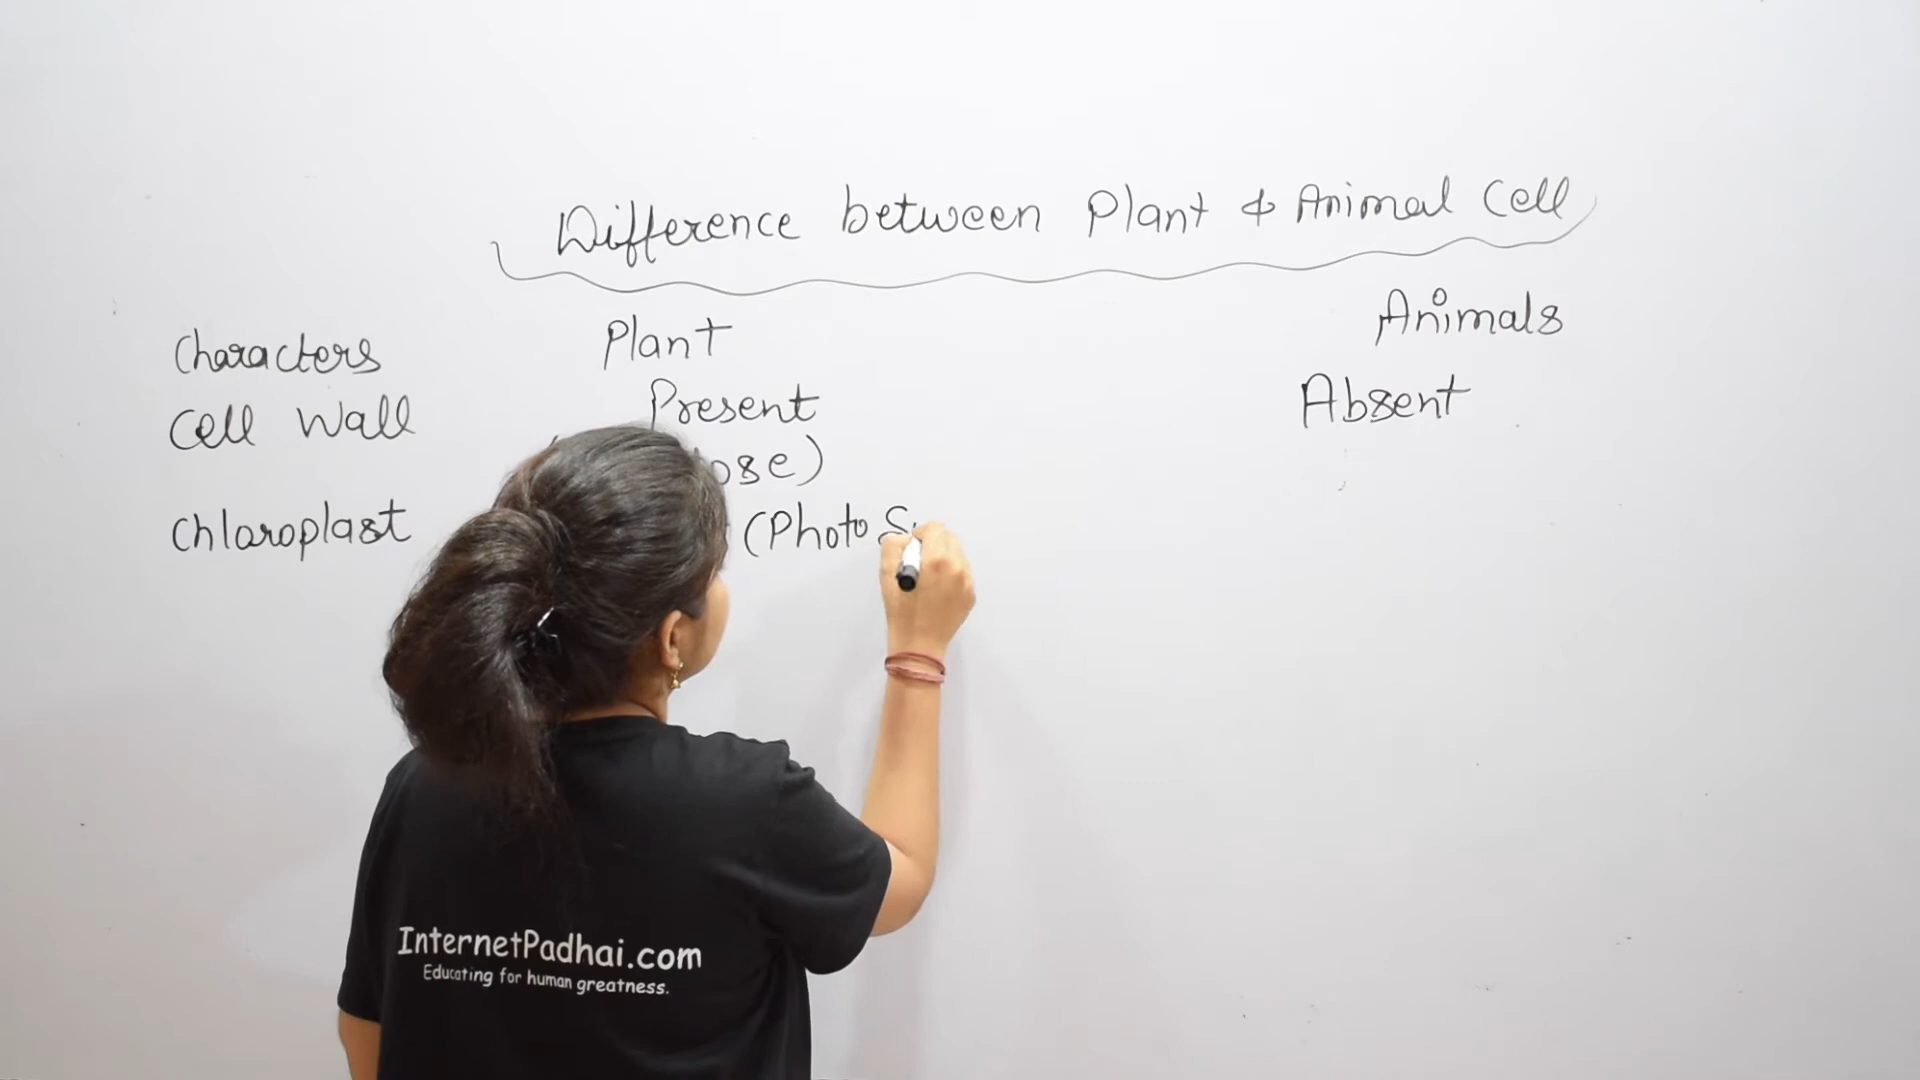 Difference between Plant & Animal Cell
Characters Plant Animals
Cell Wall Present Absent
Chloroplast (Photo
InternetPadhai.com
Educating for human greatness.